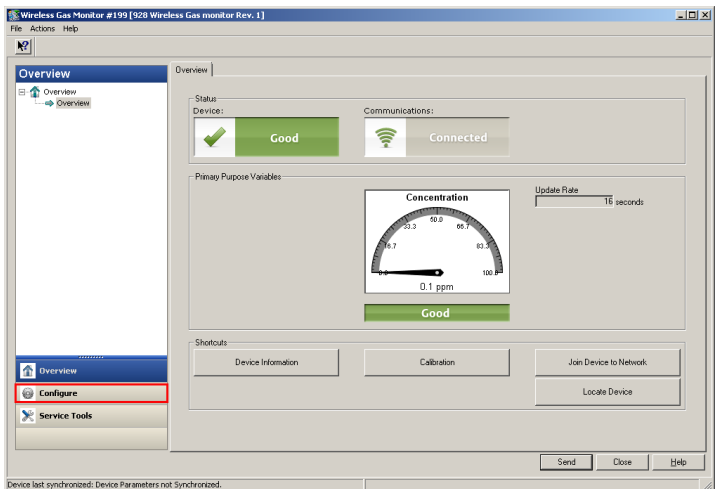 Wireless Gas Monitor #199 [928 Wireless Gas monitor Rev. 1]
File Actions Help
Overview
Overview
Overview
Overview
Status
Device:
Communications:
Good
Connected
Primary Purpose Variables
Concentration
0.0
16.7
33.3
50.0
66.7
83.3
100.0
0.1 ppm
Good
Update Rate
16 seconds
Shortcuts
Device Information
Calibration
Join Device to Network
Locate Device
Overview
Configure
Service Tools
Send
Close
Help
Device last synchronized: Device Parameters not Synchronized.